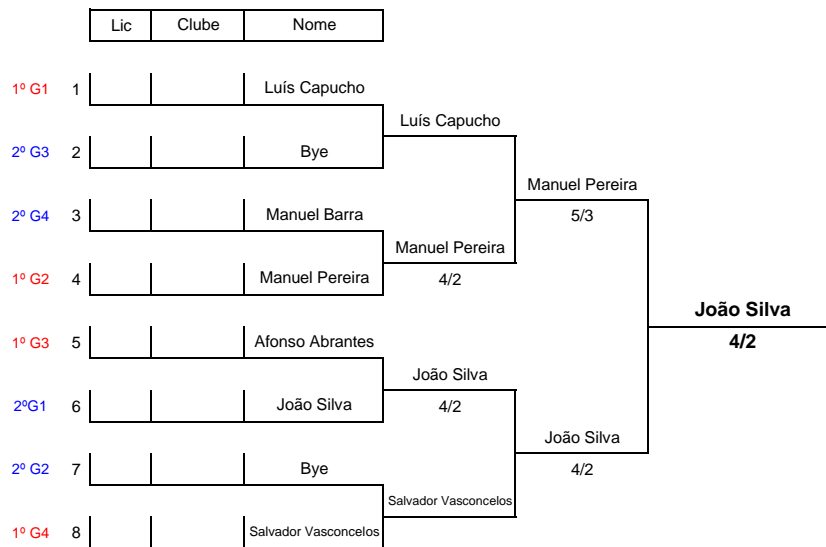 Lic Clube Nome
1º G1 1 Luís Capucho
Luís Capucho
2º G3 2 Bye
Manuel Pereira
5/3
2º G4 3 Manuel Barra
Manuel Pereira
4/2
1º G2 4 Manuel Pereira
João Silva
4/2
1º G3 5 Afonso Abrantes
João Silva
4/2
2ºG1 6 João Silva
João Silva
4/2
2º G2 7 Bye
Salvador Vasconcelos
1º G4 8 Salvador Vasconcelos